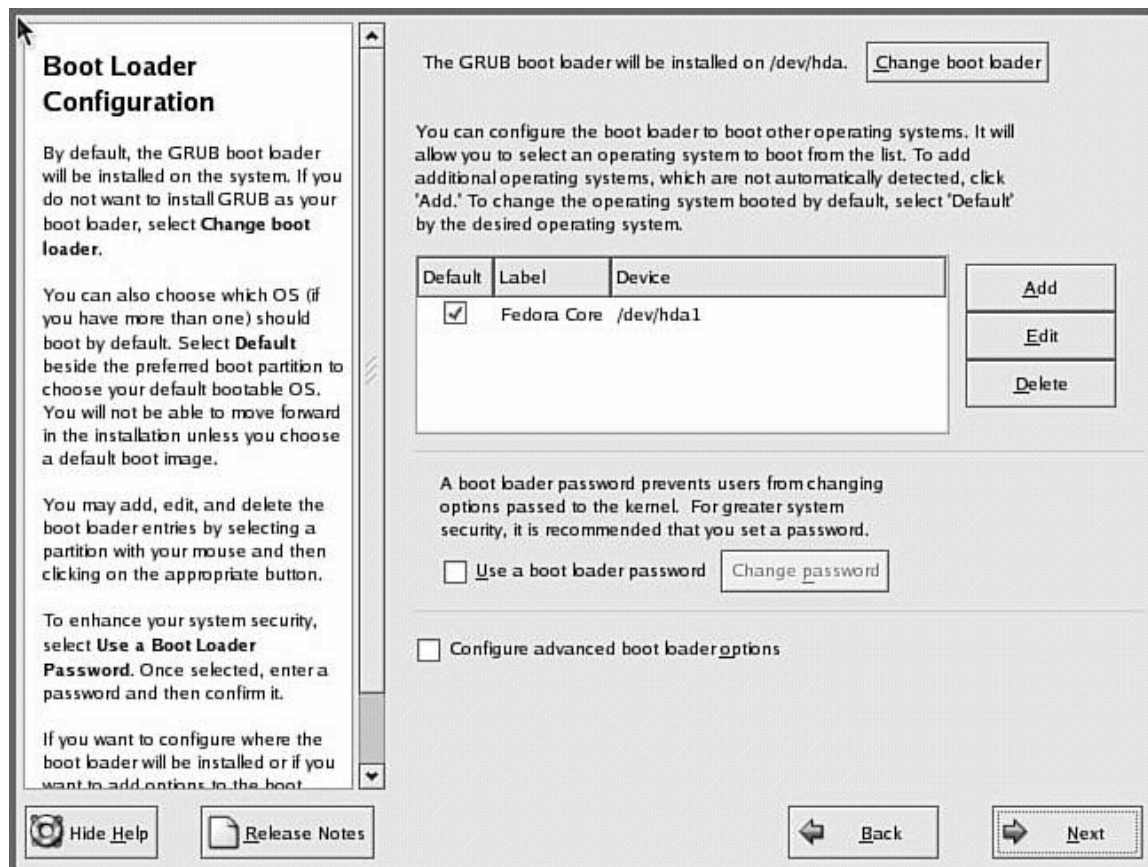 Boot Loader
Configuration
By default, the GRUB boot loader
will be installed on the system. If you
do not want to install GRUB as your
boot loader, select Change boot
loader.
You can also choose which OS (if
you have more than one) should
boot by default. Select Default
beside the preferred boot partition to
choose your default bootable OS.
You will not be able to move forward
in the installation unless you choose
a default boot image.
You may add, edit, and delete the
boot loader entries by selecting a
partition with your mouse and then
clicking on the appropriate button.
To enhance your system security,
select Use a Boot Loader
Password. Once selected, enter a
password and then confirm it.
If you want to configure where the
boot loader will be installed or if you
want to add options to the boot
Hide Help
Release Notes
The GRUB boot loader will be installed on /dev/hda.
Change boot loader
You can configure the boot loader to boot other operating systems. It will
allow you to select an operating system to boot from the list. To add
additional operating systems, which are not automatically detected, click
'Add.' To change the operating system booted by default, select 'Default'
by the desired operating system.
Default Label Device
Fedora Core /dev/hda1
Add
Edit
Delete
A boot loader password prevents users from changing
options passed to the kernel. For greater system
security, it is recommended that you set a password.
Use a boot loader password
Change password
Configure advanced boot loader options
Back
Next